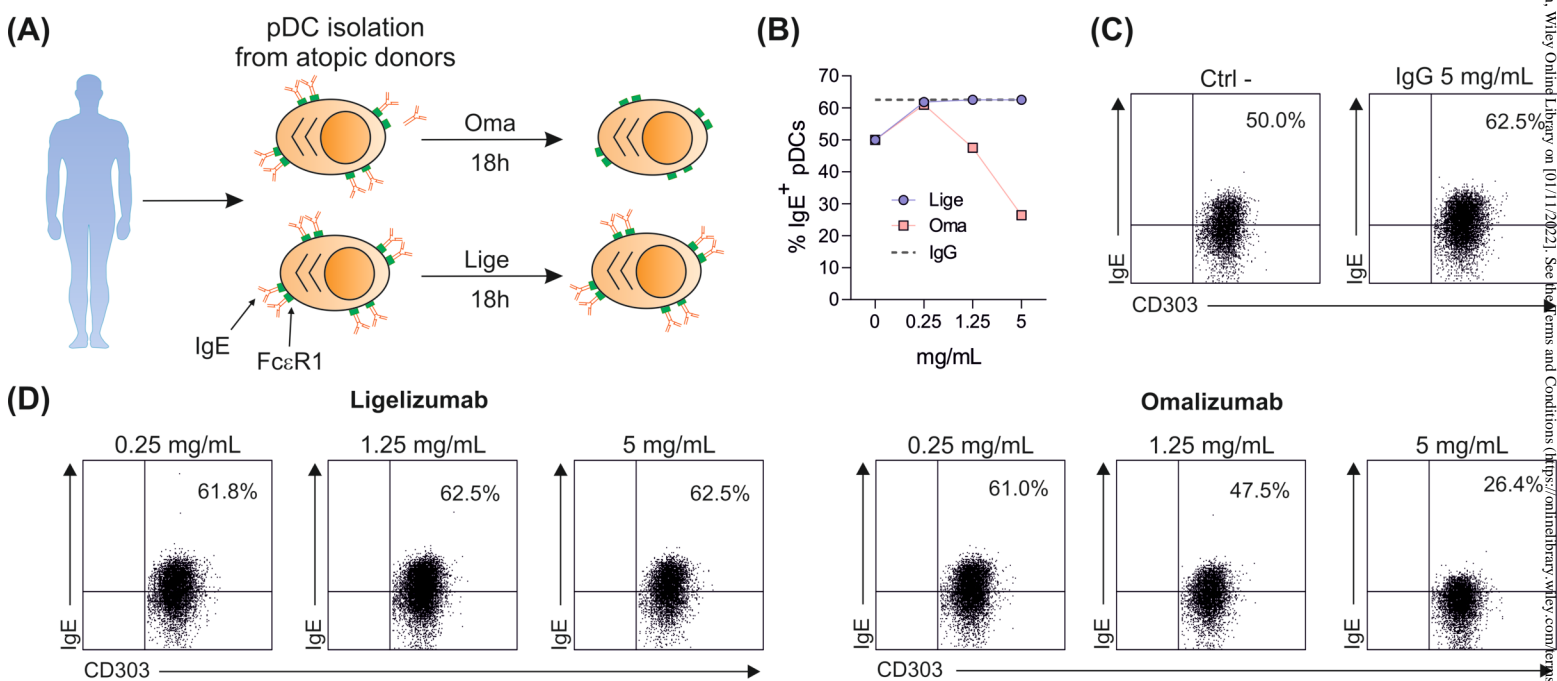 (A)
pDC isolation
from atopic donors
Oma
18h
Lige
18h
IgE
FcεR1
(B)
% IgE+ pDCs
70
60
50
40
30
20
10
0
Lige
Oma
IgG
0 0.25 1.25 5
mg/mL
(C)
Ctrl -
50.0%
IgE
IgG 5 mg/mL
62.5%
IgE
CD303
(D)
Ligelizumab
0.25 mg/mL
61.8%
IgE
1.25 mg/mL
62.5%
IgE
5 mg/mL
62.5%
IgE
CD303
Omalizumab
0.25 mg/mL
61.0%
IgE
1.25 mg/mL
47.5%
IgE
5 mg/mL
26.4%
IgE
CD303
, Wiley Online Library on [01/11/2022]. See the Terms and Conditions (https://onlinelibrary.wiley.com/terms